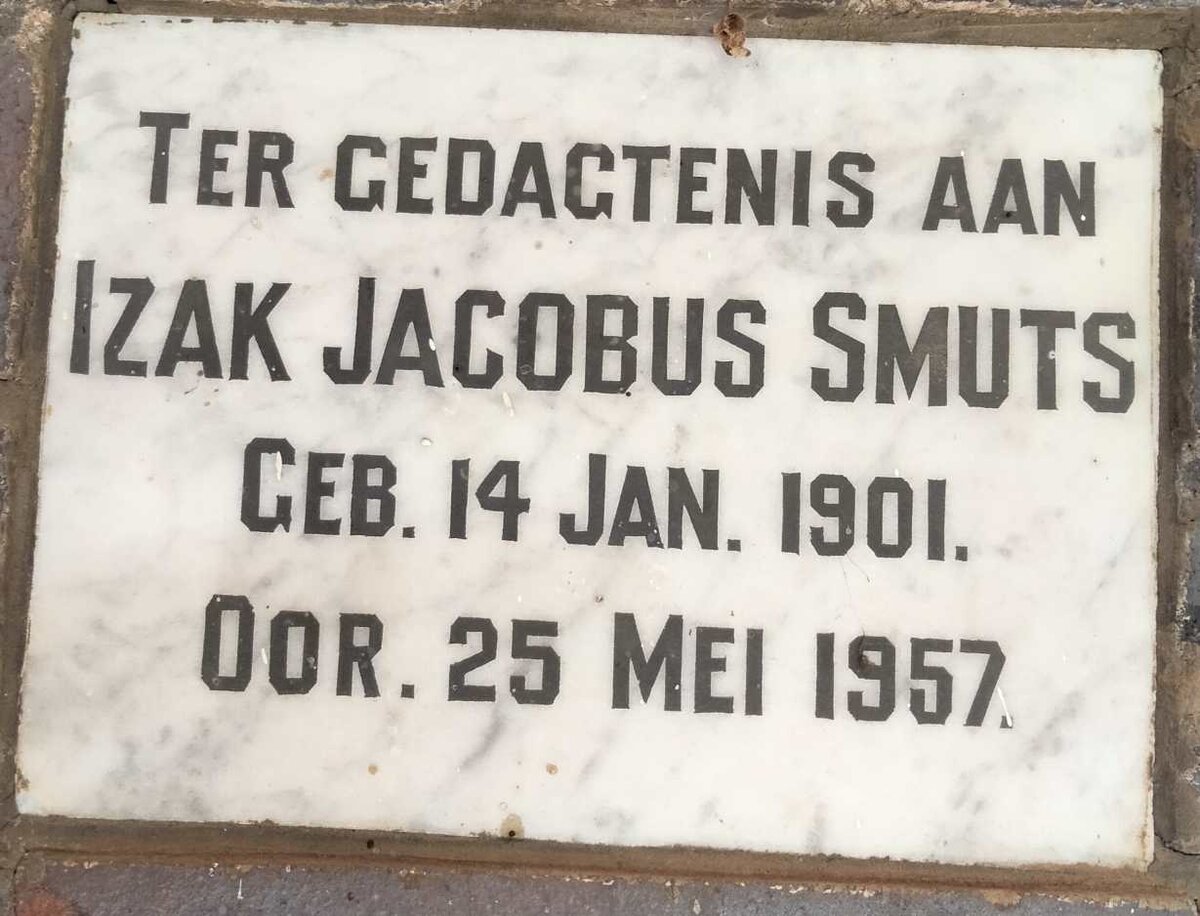 TER GEDACTENIS AAN
IZAK JACOBUS SMUTS
GEB. 14 JAN. 1901.
OOR. 25 MEI 1957.